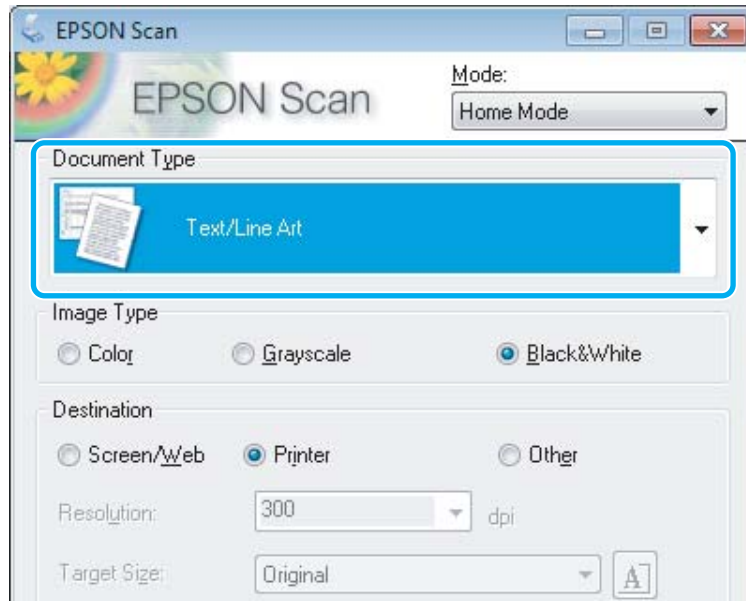 EPSON Scan
EPSON Scan
Mode:
Home Mode
Document Type
Text/Line Art
Image Type
Color
Grayscale
Black&White
Destination
Screen/Web
Printer
Other
Resolution:
300
dpi
Target Size:
Original
A